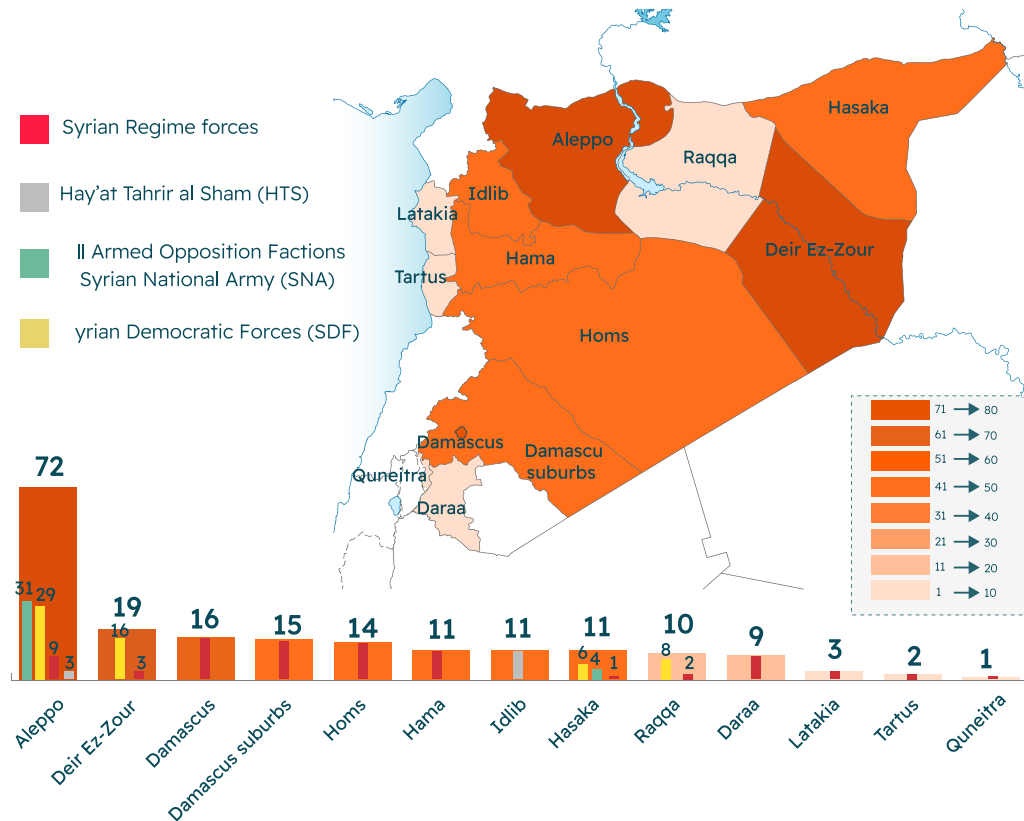 Syrian Regime forces
Hay'at Tahrir al Sham (HTS)
ll Armed Opposition Factions
Syrian National Army (SNA)
yrian Democratic Forces (SDF)
Hasaka
Aleppo
Raqqa
Idlib
Latakia
Deir Ez-Zour
Hama
Tartus
Homs
Damascus
Damascu
suburbs
Quneitra
Daraa
71 80
61 70
51 60
41 50
31 40
21 30
11 20
1 10
72
31
29
9
3
19
16
3
16
15
14
11
11
11
6
4
1
10
8
2
9
3
2
1
Aleppo
Deir Ez-Zour
Damascus
Damascus suburbs
Homs
Hama
Idlib
Hasaka
Raqqa
Daraa
Latakia
Tartus
Quneitra